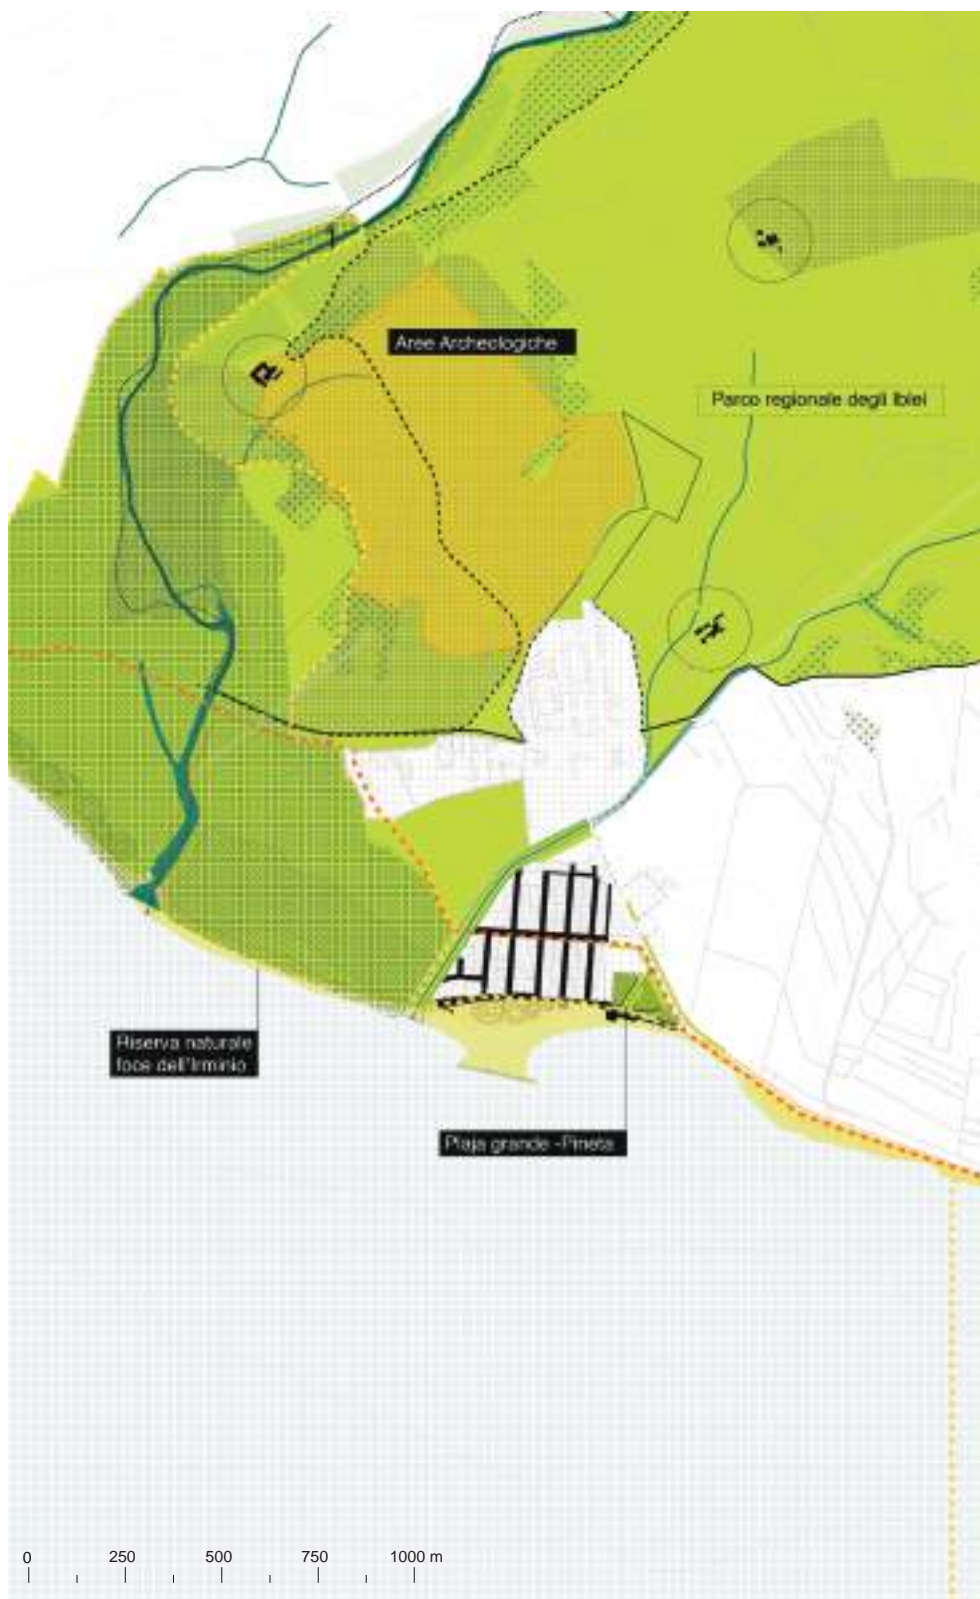 Aree Archeologiche
Parco regionale degli Iblei
Riserva naturale
foce dell'Irminio
Plaja grande -Pineta
0 250 500 750 1000 m